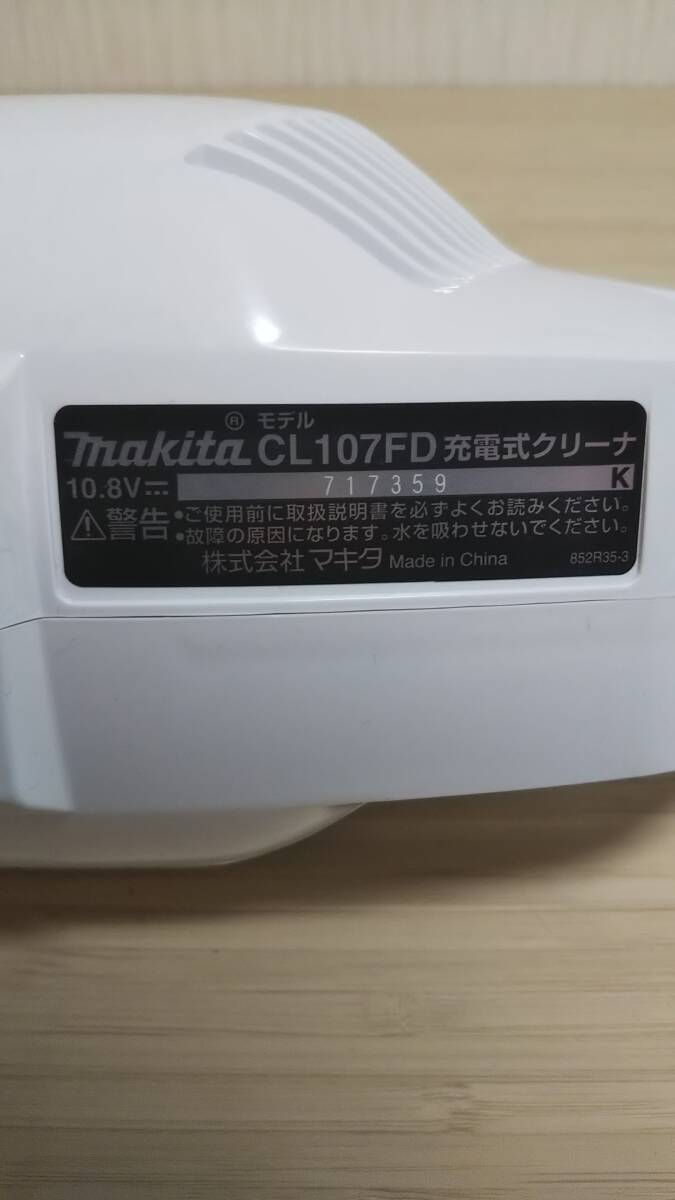 ® モデル
makita CL107FD 充電式クリーナ
10.8V⎓ 717359 K
⚠警告 •ご使用前に取扱説明書を必ずよくお読みください。
•故障の原因になります。水を吸わせないでください。
株式会社マキタ Made in China 852R35-3